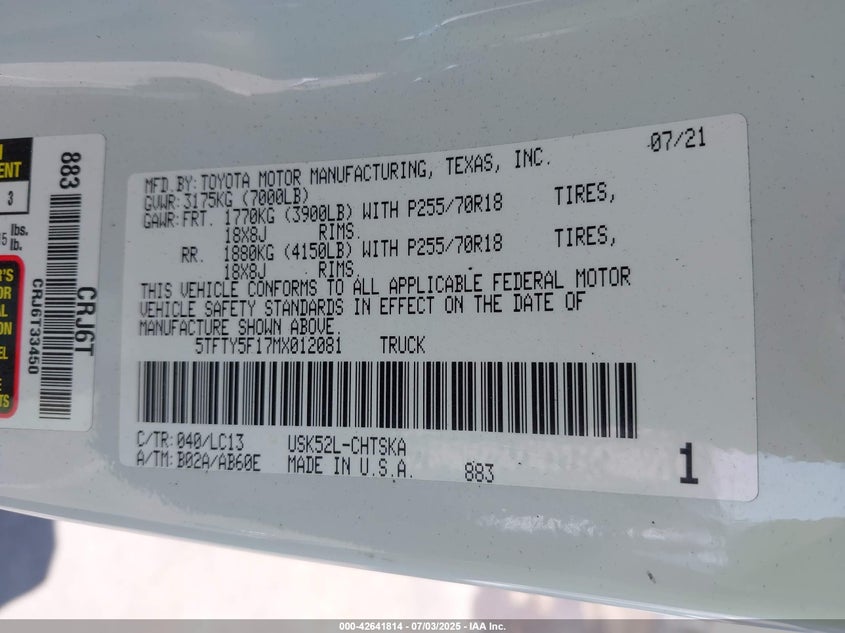 07/21
MFD.BY:TOYOTA MOTOR MANUFACTURING, TEXAS, INC.
GVWR:3175KG (7000LB)
GAWR:FRT. 1770KG (3900LB) WITH P255/70R18 TIRES,
18X8J RIMS.
RR. 1880KG (4150LB) WITH P255/70R18 TIRES,
18X8J RIMS.
THIS VEHICLE CONFORMS TO ALL APPLICABLE FEDERAL MOTOR
VEHICLE SAFETY STANDARDS IN EFFECT ON THE DATE OF
MANUFACTURE SHOWN ABOVE.
5TFTY5F17MX012081 TRUCK
C/TR:040/LC13 USK52L-CHTSKA
A/TM:B02A/AB60E MADE IN U.S.A. 883
1
883
CRJ6T
CRJ6T33450
3
lbs.
lb.
000-42641814 - 07/03/2025 - IAA Inc.